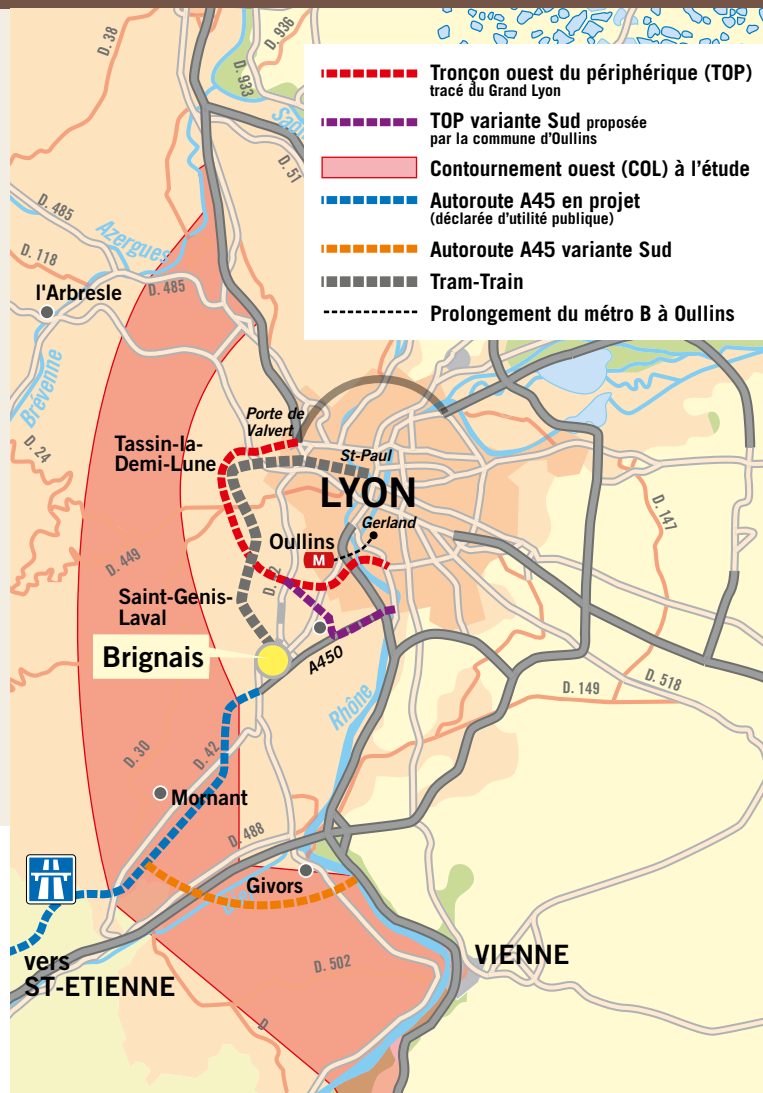 D. 38
D. 936
D. 933
Saô
D. 51
Tronçon ouest du périphérique (TOP)
tracé du Grand Lyon
TOP variante Sud proposée
par la commune d'Oullins
Contournement ouest (COL) à l'étude
Autoroute A45 en projet
(déclarée d'utilité publique)
Autoroute A45 variante Sud
Tram-Train
Prolongement du métro B à Oullins
D. 485
Azergues
D. 118
D. 485
l'Arbresle
Brévenne
D. 24
Porte de
Valvert
Tassin-la-
Demi-Lune
St-Paul
LYON
Gerland
D. 147
Oullins
M
D. 449
Saint-Genis-
Laval
Brignais
A450
Rhône
D. 518
D. 149
D. 30
D. 42
Mornant
D. 488
Givors
vers
ST-ETIENNE
VIENNE
D. 502
D